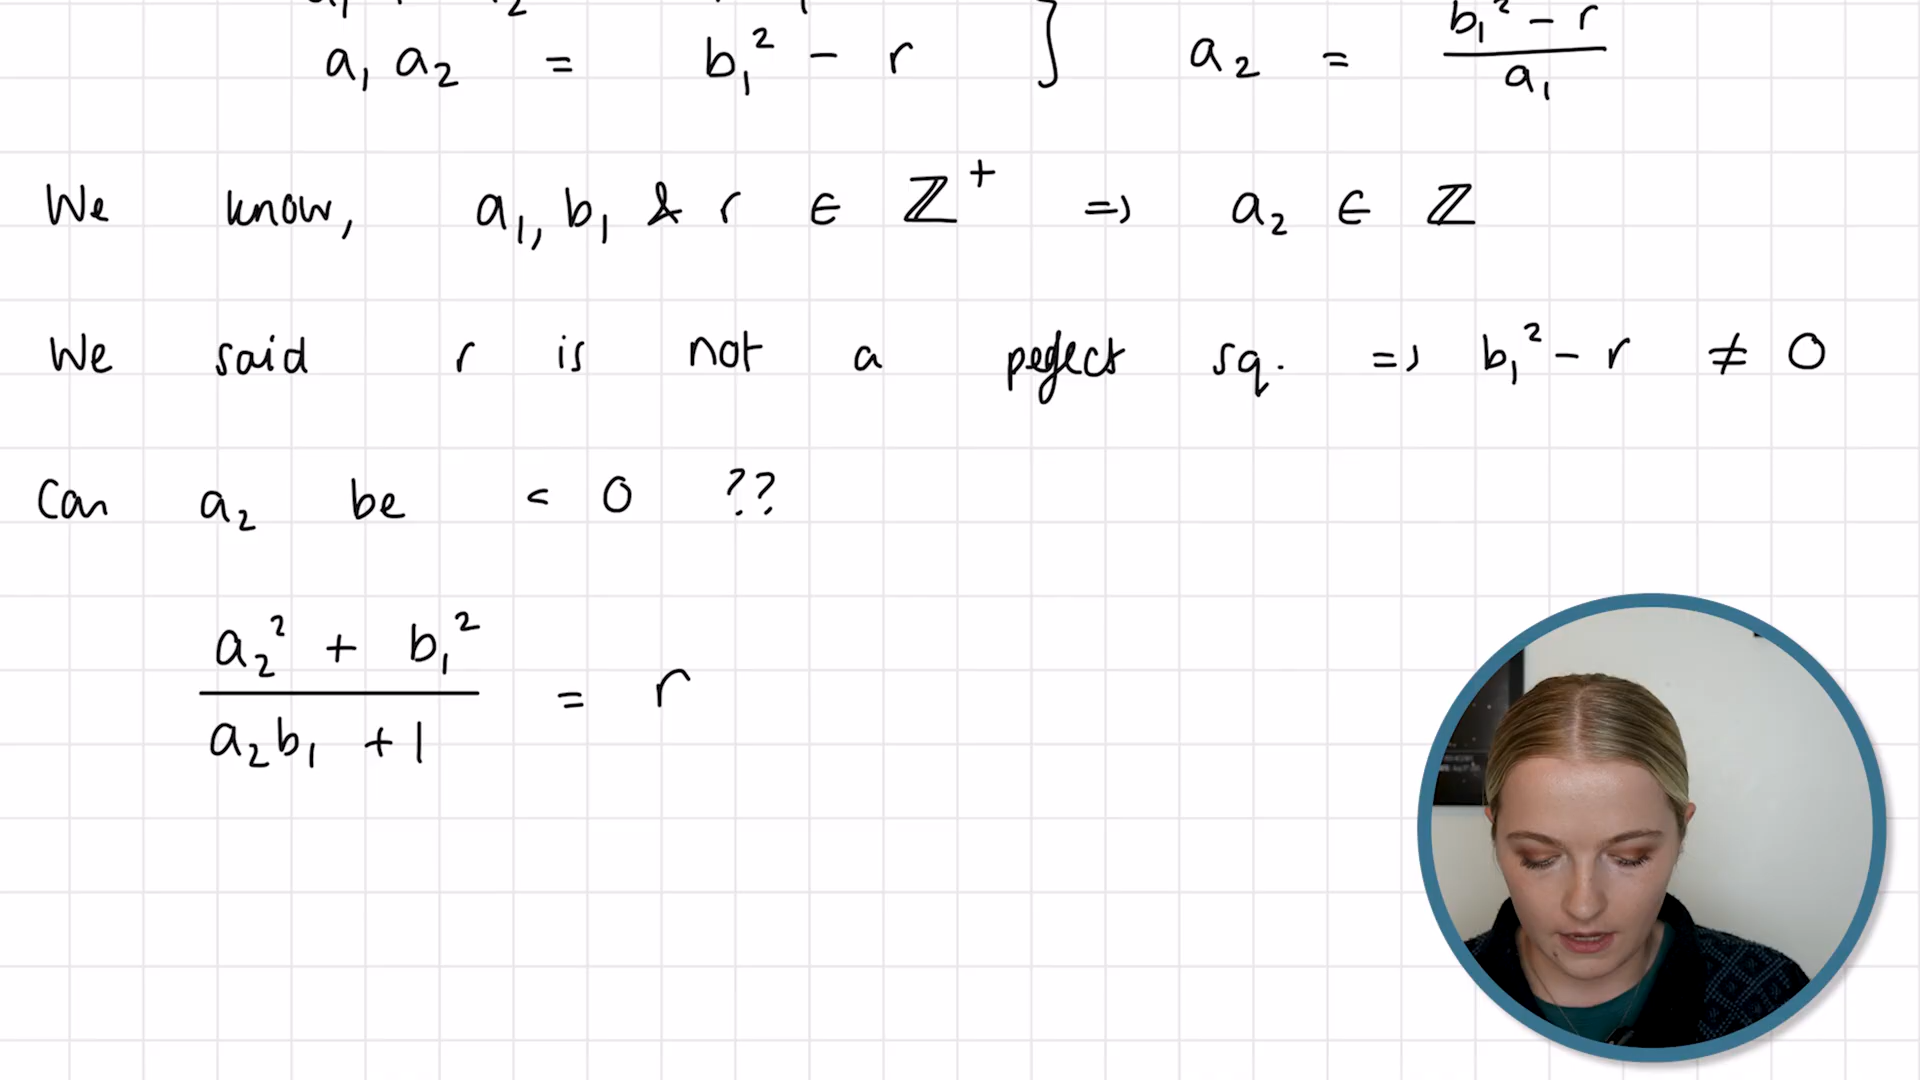 a₁ a₂ = b₁² − r ] a₂ = (b₁² − r)/a₁
We know, a₁, b₁ & r ∈ ℤ⁺ ⇒ a₂ ∈ ℤ
We said r is not a perfect sq. ⇒ b₁² − r ≠ 0
Can a₂ be < 0 ??
a₂² + b₁²
a₂b₁ + 1
= r